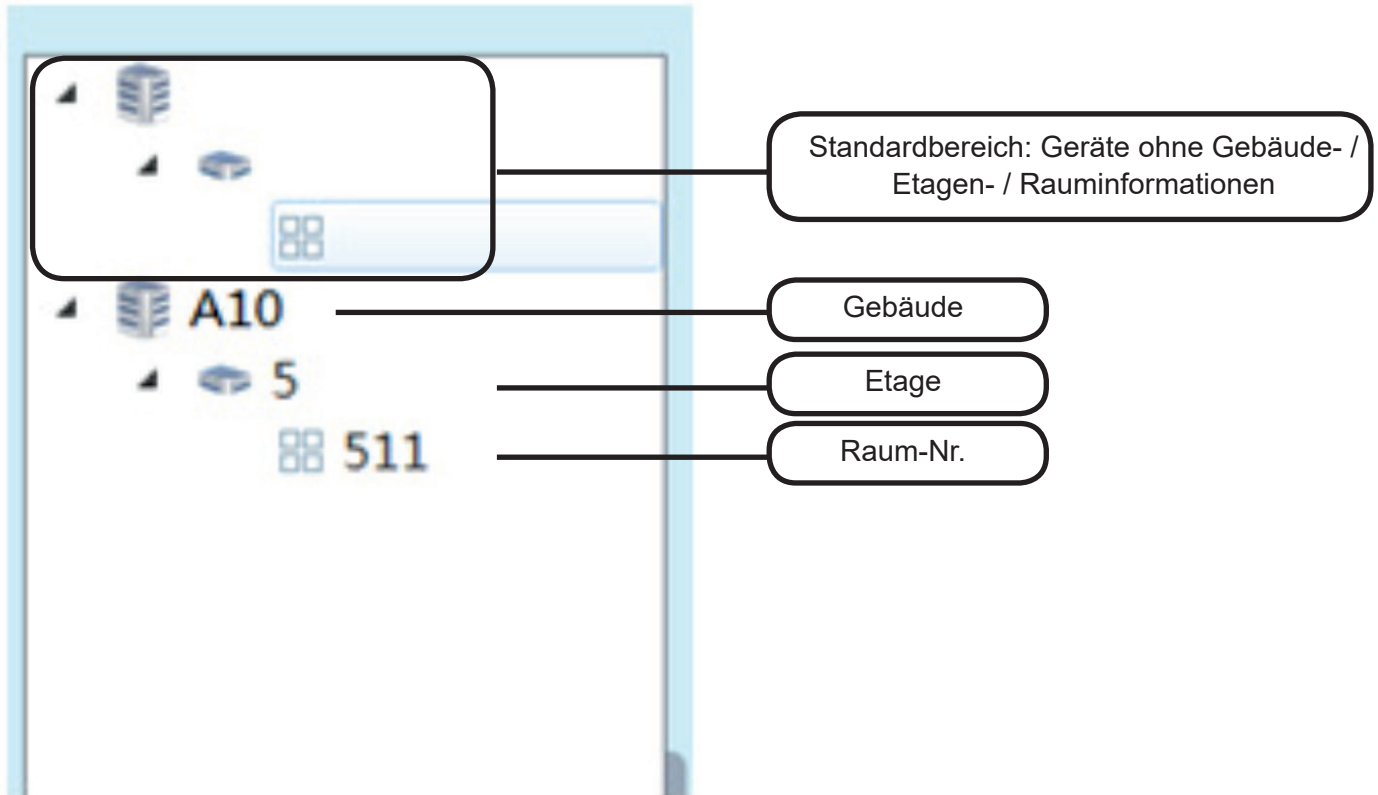 Standardbereich: Geräte ohne Gebäude- /
Etagen- / Rauminformationen
A10
Gebäude
5
Etage
511
Raum-Nr.